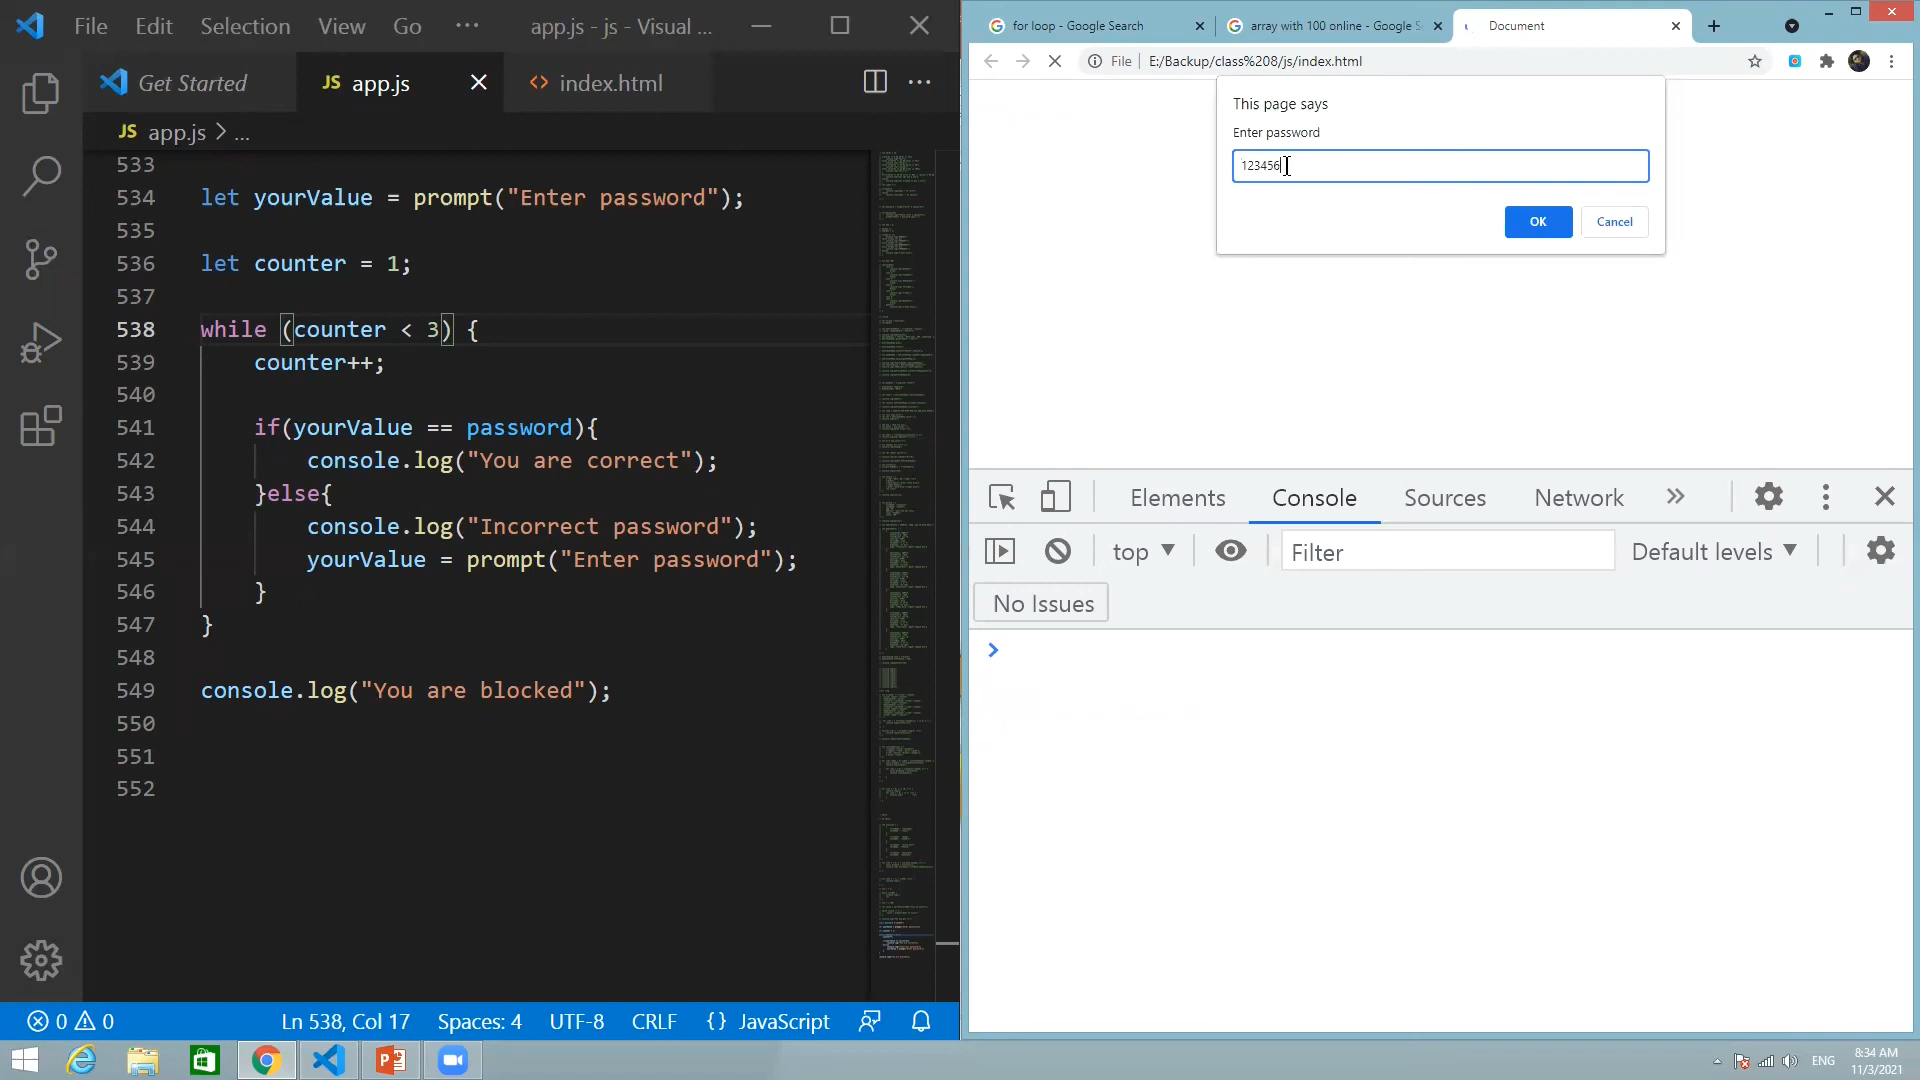 File Edit Selection View Go ··· app.js - js - Visual ...
Get Started
JS app.js
<> index.html
JS app.js > ...
533
534 let yourValue = prompt("Enter password");
535
536 let counter = 1;
537
538 while (counter < 3) {
539 counter++;
540
541 if(yourValue == password){
542 console.log("You are correct");
543 }else{
544 console.log("Incorrect password");
545 yourValue = prompt("Enter password");
546 }
547 }
548
549 console.log("You are blocked");
550
551
552
0 0 Ln 538, Col 17 Spaces: 4 UTF-8 CRLF {} JavaScript
for loop - Google Search
array with 100 online - Google S
Document
File | E:/Backup/class%208/js/index.html
This page says
Enter password
123456
OK Cancel
Elements Console Sources Network »
top Filter Default levels
No Issues
>
ENG 8:34 AM
11/3/2021